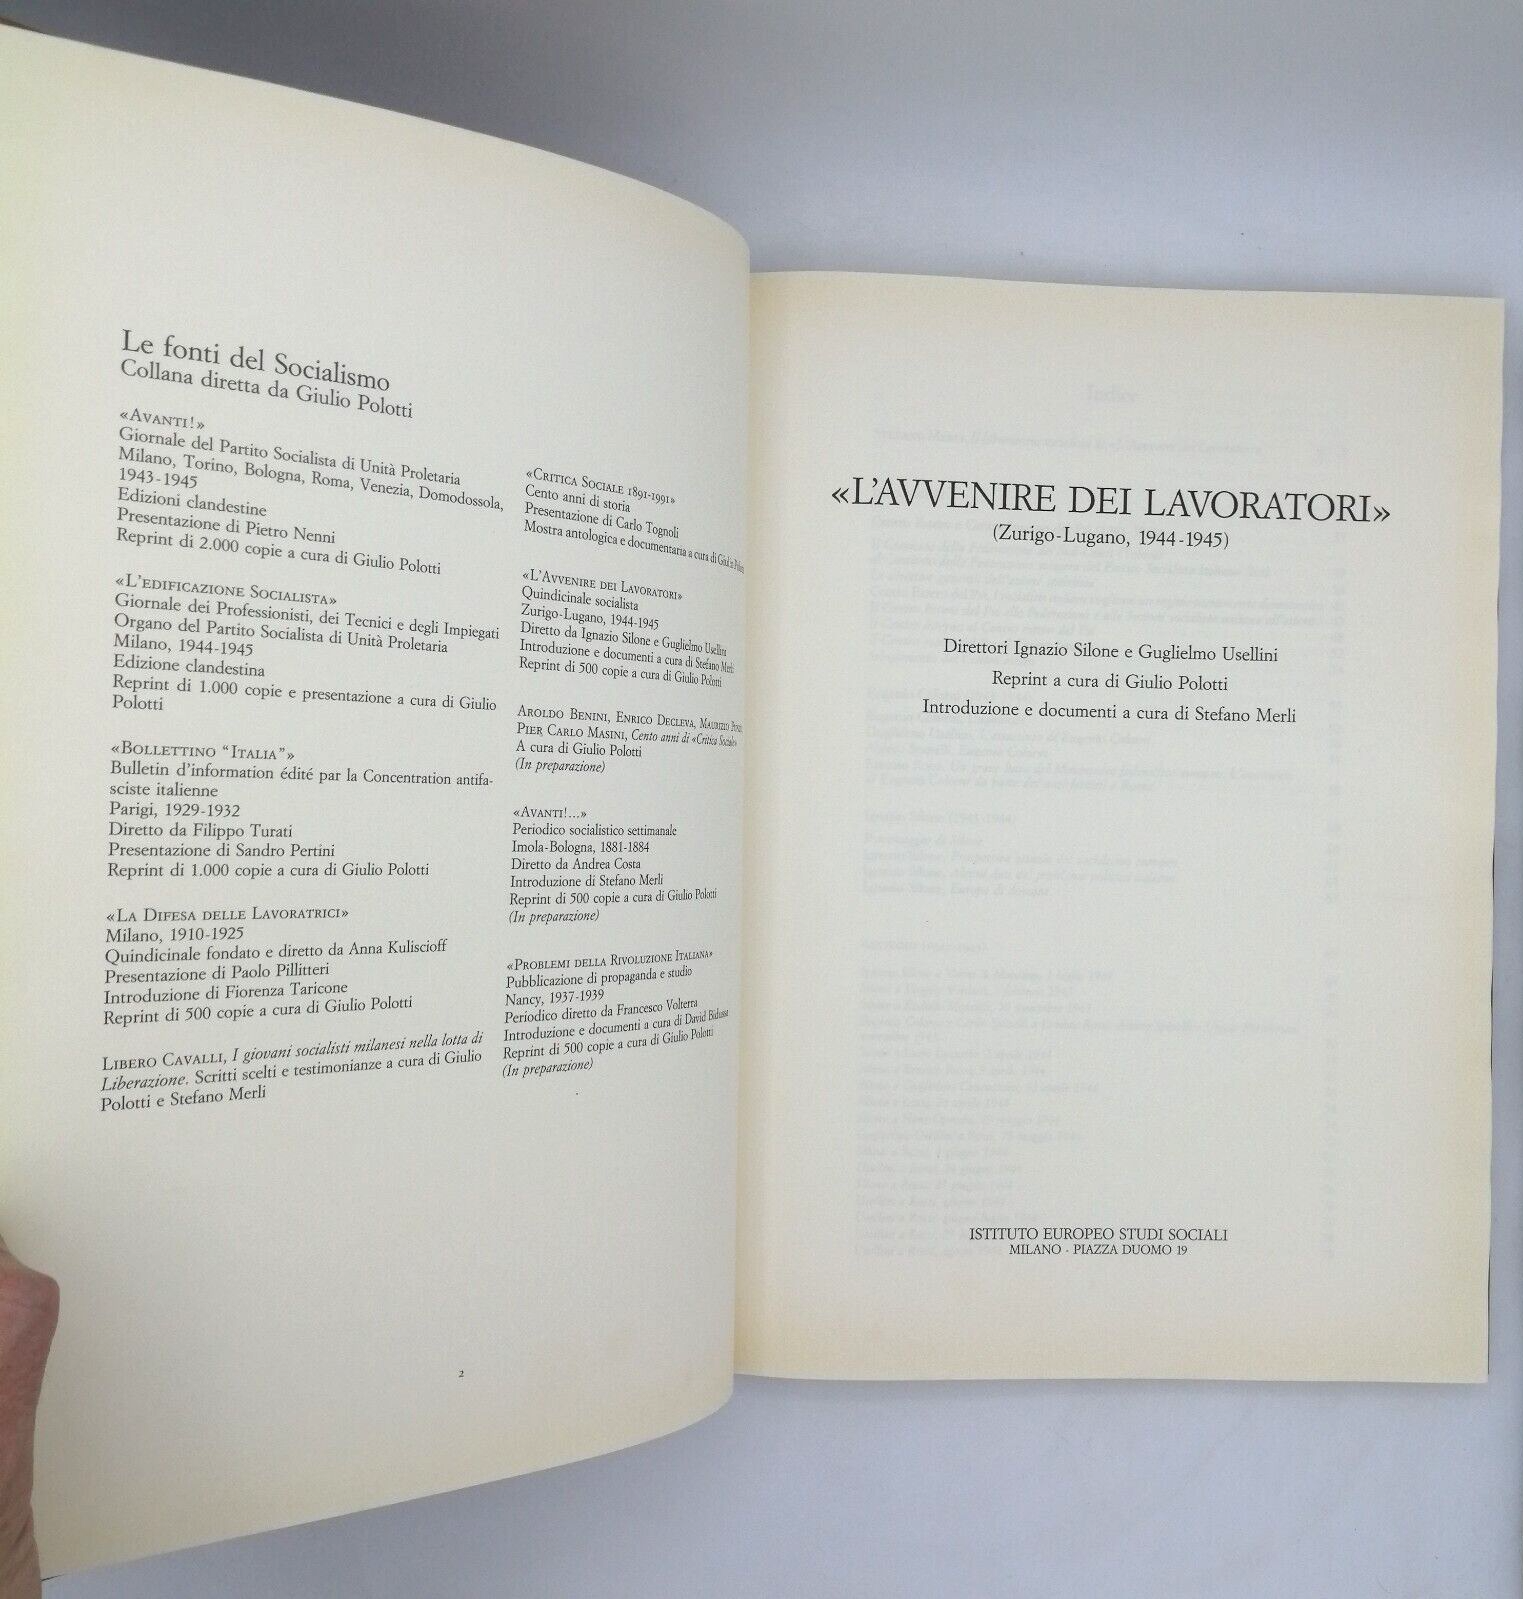 Le fonti del Socialismo
Collana diretta da Giulio Polotti
«AVANTI!»
Giornale del Partito Socialista di Unità Proletaria
Milano, Torino, Bologna, Roma, Venezia, Domodossola,
1943-1945
Edizioni clandestine
Presentazione di Pietro Nenni
Reprint di 2.000 copie a cura di Giulio Polotti
«L'EDIFICAZIONE SOCIALISTA»
Giornale dei Professionisti, dei Tecnici e degli Impiegati
Organo del Partito Socialista di Unità Proletaria
Milano, 1944-1945
Edizione clandestina
Reprint di 1.000 copie e presentazione a cura di Giulio
Polotti
«BOLLETTINO "ITALIA"»
Bulletin d'information édité par la Concentration antifa-
sciste italienne
Parigi, 1929-1932
Diretto da Filippo Turati
Presentazione di Sandro Pertini
Reprint di 1.000 copie a cura di Giulio Polotti
«LA DIFESA DELLE LAVORATRICI»
Milano, 1910-1925
Quindicinale fondato e diretto da Anna Kuliscioff
Presentazione di Paolo Pillitteri
Introduzione di Fiorenza Taricone
Reprint di 500 copie a cura di Giulio Polotti
LIBERO CAVALLI, I giovani socialisti milanesi nella lotta di
Liberazione. Scritti scelti e testimonianze a cura di Giulio
Polotti e Stefano Merli
«CRITICA SOCIALE 1891-1991»
Cento anni di storia
Presentazione di Carlo Tognoli
Mostra antologica e documentaria a cura di Giulio Polotti
«L'AVVENIRE DEI LAVORATORI»
Quindicinale socialista
Zurigo-Lugano, 1944-1945
Diretto da Ignazio Silone e Guglielmo Usellini
Introduzione e documenti a cura di Stefano Merli
Reprint di 500 copie a cura di Giulio Polotti
AROLDO BENINI, ENRICO DECLEVA, MAURIZIO
PIER CARLO MASINI, Cento anni di «Critica Sociale»
A cura di Giulio Polotti
(In preparazione)
«AVANTI!...»
Periodico socialistico settimanale
Imola-Bologna, 1881-1884
Diretto da Andrea Costa
Introduzione di Stefano Merli
Reprint di 500 copie a cura di Giulio Polotti
(In preparazione)
«PROBLEMI DELLA RIVOLUZIONE ITALIANA»
Pubblicazione di propaganda e studio
Nancy, 1937-1939
Periodico diretto da Francesco Volterra
Introduzione e documenti a cura di David Bidussa
Reprint di 500 copie a cura di Giulio Polotti
(In preparazione)
2
«L'AVVENIRE DEI LAVORATORI»
(Zurigo-Lugano, 1944-1945)
Direttori Ignazio Silone e Guglielmo Usellini
Reprint a cura di Giulio Polotti
Introduzione e documenti a cura di Stefano Merli
ISTITUTO EUROPEO STUDI SOCIALI
MILANO - PIAZZA DUOMO 19